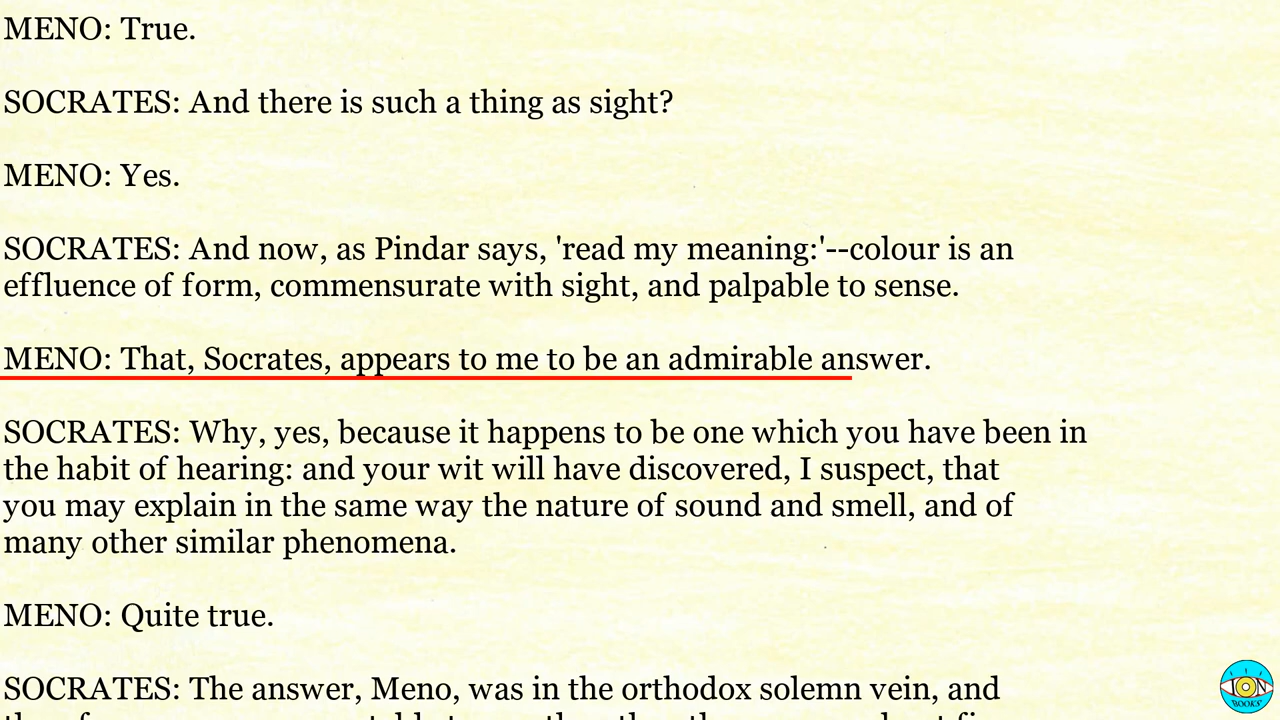 MENO: True.
SOCRATES: And there is such a thing as sight?
MENO: Yes.
SOCRATES: And now, as Pindar says, 'read my meaning:'--colour is an
effluence of form, commensurate with sight, and palpable to sense.
MENO: That, Socrates, appears to me to be an admirable answer.
SOCRATES: Why, yes, because it happens to be one which you have been in
the habit of hearing: and your wit will have discovered, I suspect, that
you may explain in the same way the nature of sound and smell, and of
many other similar phenomena.
MENO: Quite true.
SOCRATES: The answer, Meno, was in the orthodox solemn vein, and
ION
BOOKS